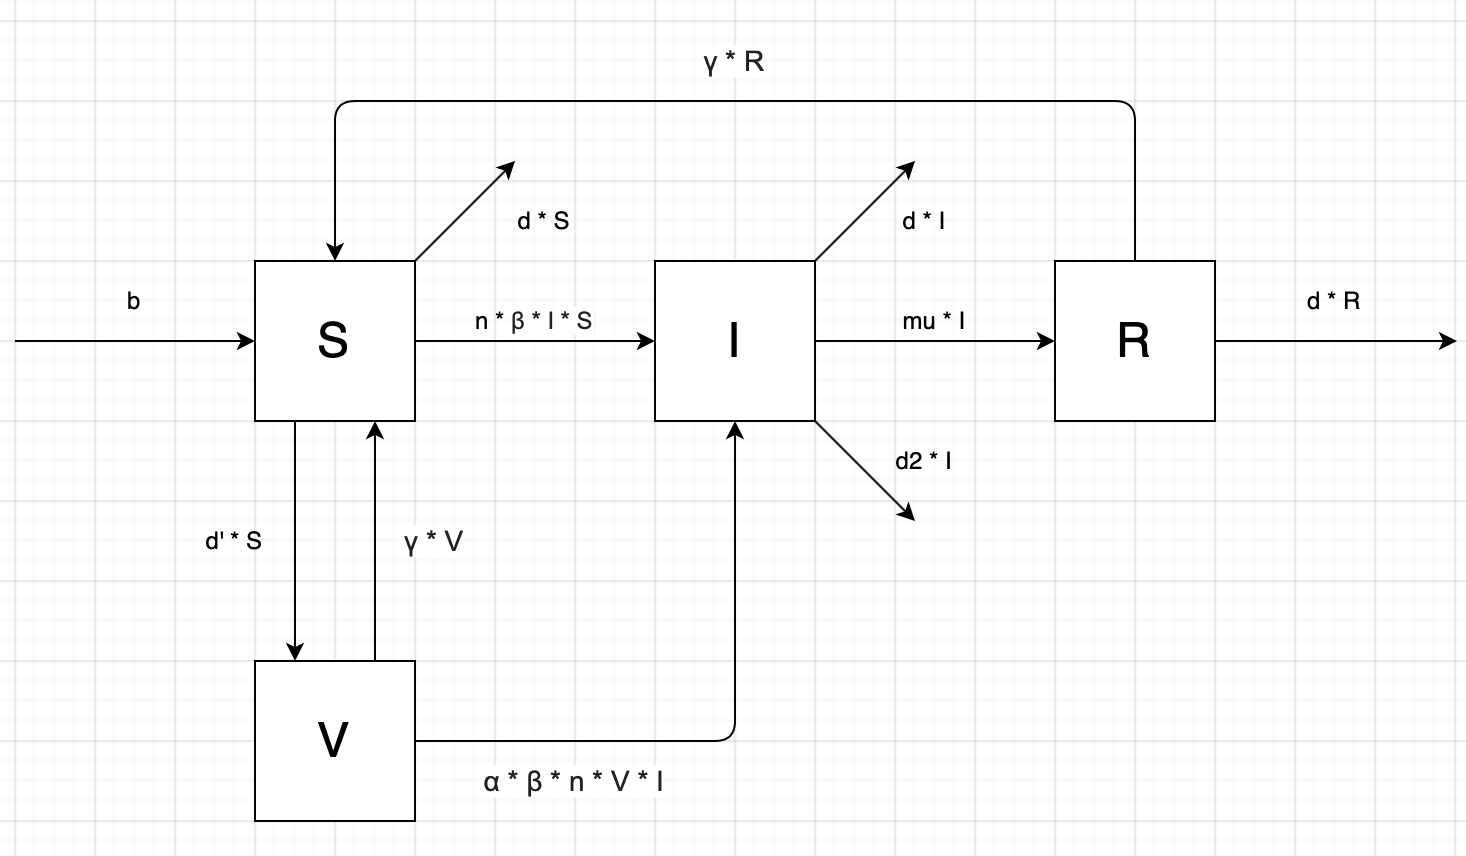 γ * R
d * S
d * I
b
n * β * I * S
mu * I
d * R
S
I
R
d2 * I
d' * S
γ * V
V
α * β * n * V * I